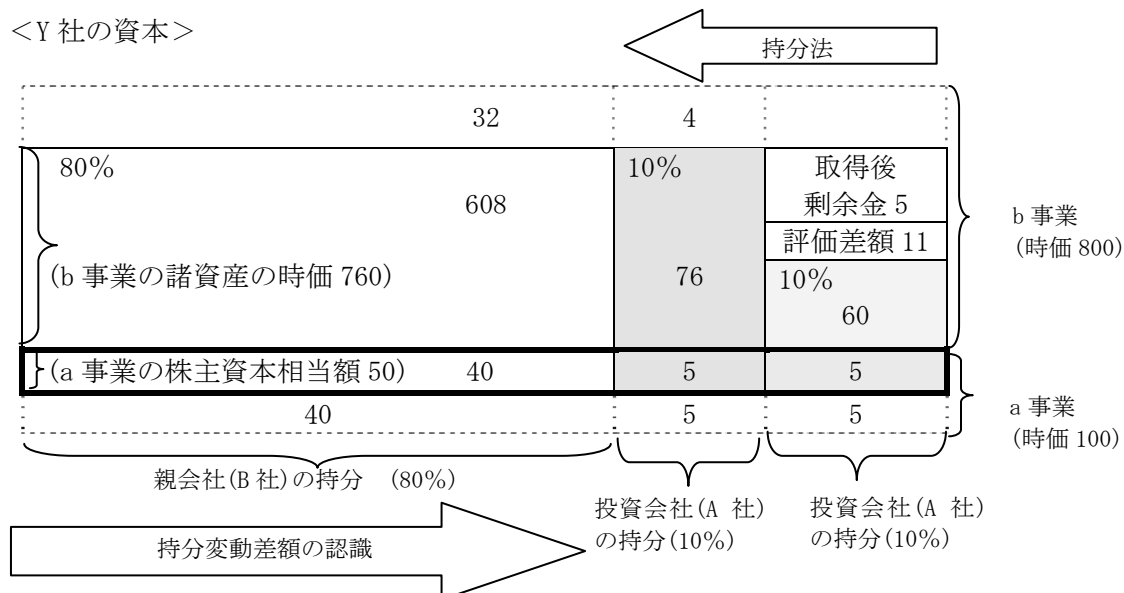 <Y社の資本>
持分法
32
4
80%
10%
取得後
剰余金 5
608
評価差額 11
b 事業
(時価 800)
(b 事業の諸資産の時価 760)
76
10%
60
(a 事業の株主資本相当額 50)
40
5
5
40
5
5
a 事業
(時価 100)
親会社(B 社)の持分 (80%)
投資会社(A 社)
の持分(10%)
投資会社(A 社)
の持分(10%)
持分変動差額の認識